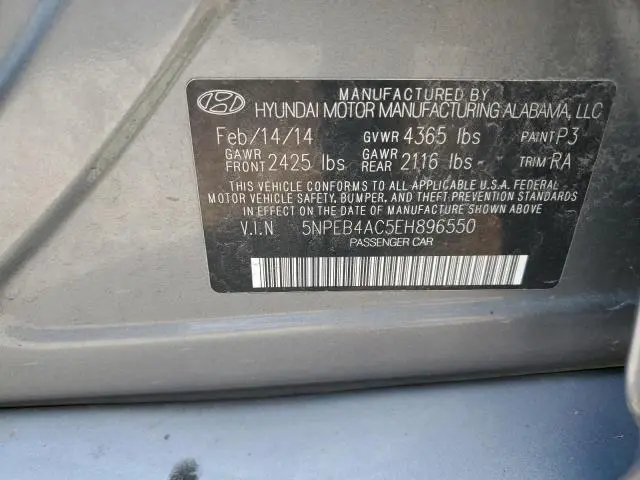 MANUFACTURED BY
HYUNDAI MOTOR MANUFACTURING ALABAMA, LLC
Feb/14/14 GVWR 4365 lbs PAINT P3
GAWR FRONT 2425 lbs GAWR REAR 2116 lbs TRIM RA
THIS VEHICLE CONFORMS TO ALL APPLICABLE U.S.A. FEDERAL
MOTOR VEHICLE SAFETY, BUMPER, AND THEFT PREVENTION
STANDARDS IN EFFECT ON THE DATE OF MANUFACTURE SHOWN ABOVE.
V.I.N 5NPEB4AC5EH896550
PASSENGER CAR